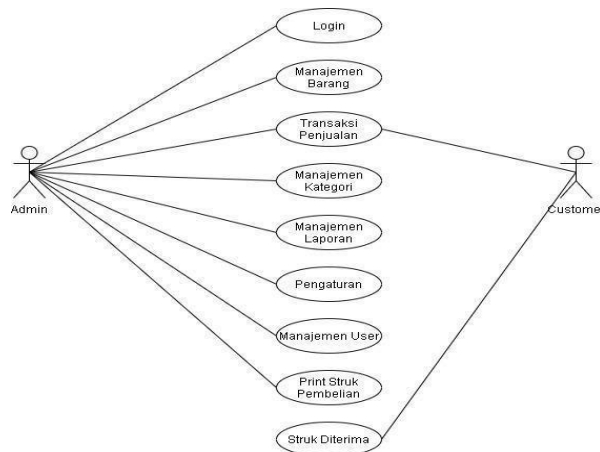 Login
Manajemen
Barang
Transaksi
Penjualan
Manajemen
Kategori
Admin
Custome
Manajemen
Laporan
Pengaturan
Manajemen User
Print Struk
Pembelian
Struk Diterima